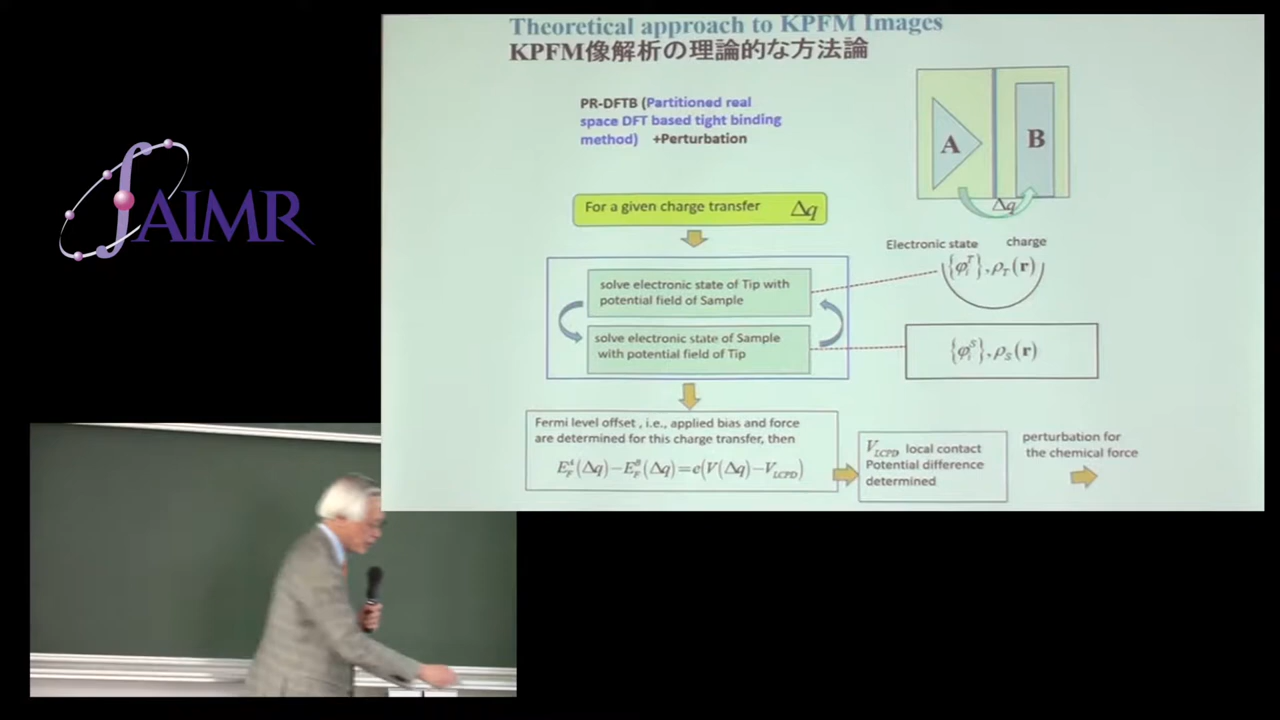 Theoretical approach to KPFM Images
KPFM像解析の理論的な方法論
PR-DFTB (Partitioned real
space DFT based tight binding
method) +Perturbation
A
B
Δq
For a given charge transfer Δq
Electronic state charge
{φᵢᵀ}, ρ_T(r)
solve electronic state of Tip with
potential field of Sample
solve electronic state of Sample
with potential field of Tip
{φᵢˢ}, ρ_S(r)
Fermi level offset , i.e., applied bias and force
are determined for this charge transfer, then
E_F^A(Δq)−E_F^B(Δq)=e(V(Δq)−V_LCPD)
V_LCPD local contact
Potential difference
determined
perturbation for
the chemical force
AIMR